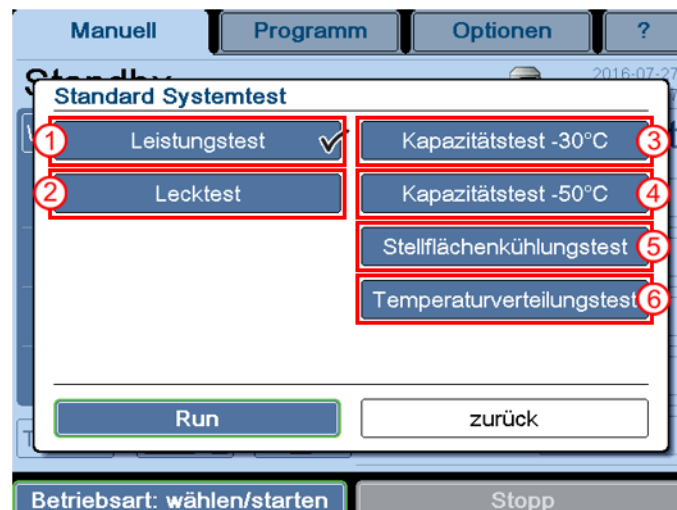 Manuell Programm Optionen ?
Standby 2016-07-27
Standard Systemtest
1 Leistungstest
2 Lecktest
Kapazitätstest -30°C 3
Kapazitätstest -50°C 4
Stellflächenkühlungstest 5
Temperaturverteilungstest 6
Run zurück
Betriebsart: wählen/starten Stopp